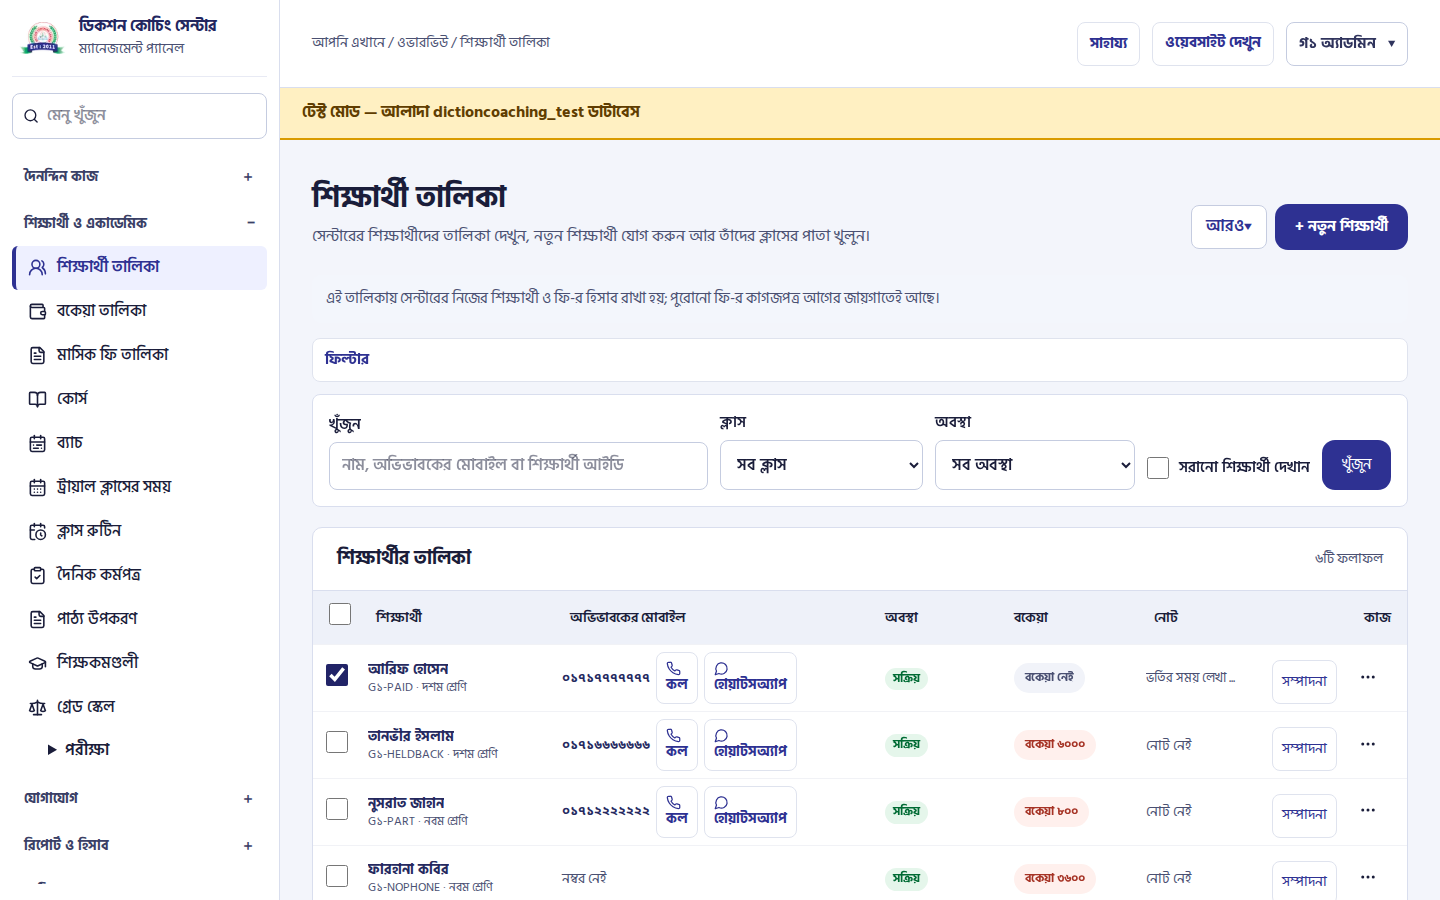 ডিকশন কোচিং সেন্টার
ম্যানেজমেন্ট প্যানেল
Est : 2011
মেনু খুঁজুন
দৈনন্দিন কাজ +
শিক্ষার্থী ও একাডেমিক −
শিক্ষার্থী তালিকা
বকেয়া তালিকা
মাসিক ফি তালিকা
কোর্স
ব্যাচ
ট্রায়াল ক্লাসের সময়
ক্লাস রুটিন
দৈনিক কর্মপত্র
পাঠ্য উপকরণ
শিক্ষকমণ্ডলী
গ্রেড স্কেল
▶ পরীক্ষা
যোগাযোগ +
রিপোর্ট ও হিসাব +
আপনি এখানে / ওভারভিউ / শিক্ষার্থী তালিকা
সাহায্য
ওয়েবসাইট দেখুন
গ১ অ্যাডমিন ▾
টেস্ট মোড — আলাদা dictioncoaching_test ডাটাবেস
শিক্ষার্থী তালিকা
সেন্টারের শিক্ষার্থীদের তালিকা দেখুন, নতুন শিক্ষার্থী যোগ করুন আর তাঁদের ক্লাসের পাতা খুলুন।
আরও▾
+ নতুন শিক্ষার্থী
এই তালিকায় সেন্টারের নিজের শিক্ষার্থী ও ফি-র হিসাব রাখা হয়; পুরোনো ফি-র কাগজপত্র আগের জায়গাতেই আছে।
ফিল্টার
খুঁজুন ক্লাস অবস্থা
নাম, অভিভাবকের মোবাইল বা শিক্ষার্থী আইডি সব ক্লাস সব অবস্থা সরানো শিক্ষার্থী দেখান খুঁজুন
শিক্ষার্থীর তালিকা ৬টি ফলাফল
শিক্ষার্থী অভিভাবকের মোবাইল অবস্থা বকেয়া নোট কাজ
আরিফ হোসেন ০১৭১৭৭৭৭৭৭৭ কল হোয়াটসঅ্যাপ সক্রিয় বকেয়া নেই ভর্তির সময় লেখা ... সম্পাদনা ...
G১-PAID · দশম শ্রেণি
তানভীর ইসলাম ০১৭১৬৬৬৬৬৬৬ কল হোয়াটসঅ্যাপ সক্রিয় বকেয়া ৬০০০ নোট নেই সম্পাদনা ...
G১-HELDBACK · দশম শ্রেণি
নুসরাত জাহান ০১৭১২২২২২২২ কল হোয়াটসঅ্যাপ সক্রিয় বকেয়া ৮০০ নোট নেই সম্পাদনা ...
G১-PART · নবম শ্রেণি
ফারহানা কবির নম্বর নেই সক্রিয় বকেয়া ৩৬০০ নোট নেই সম্পাদনা ...
G১-NOPHONE · নবম শ্রেণি